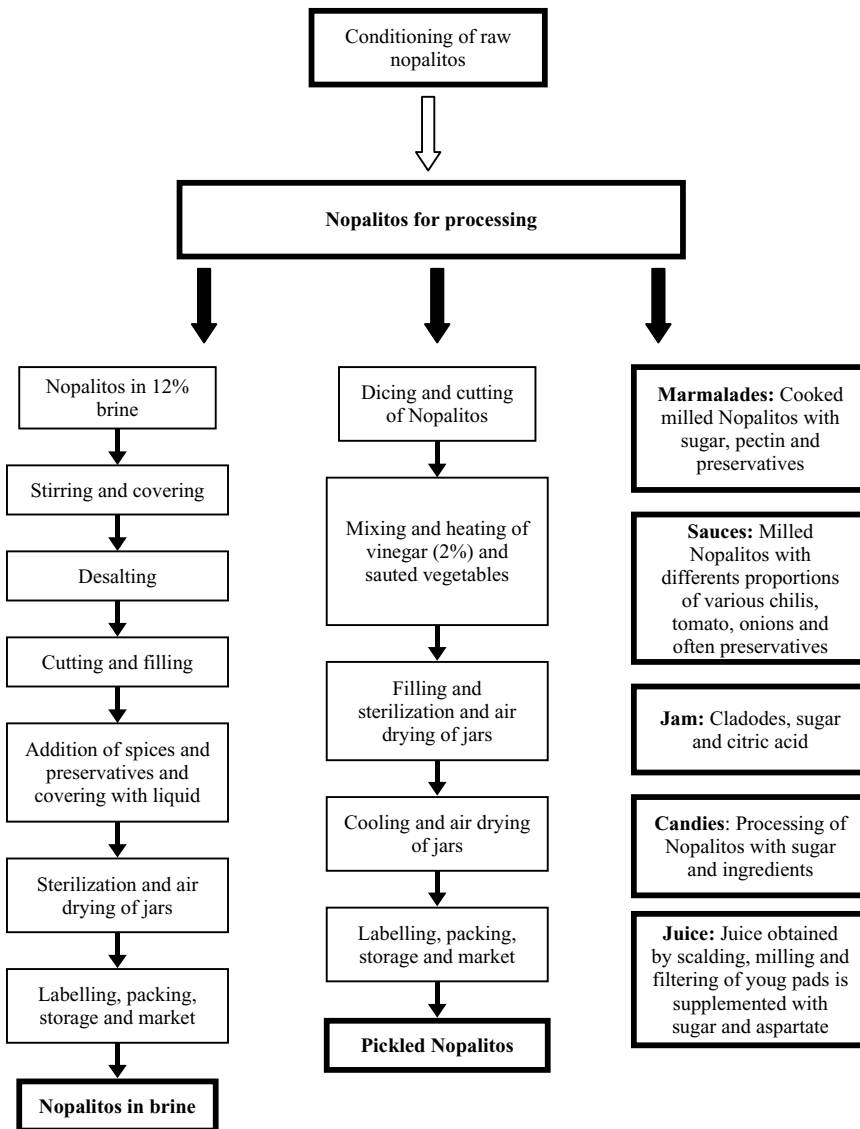 Conditioning of raw
nopalitos
Nopalitos for processing
Nopalitos in 12%
brine
Stirring and covering
Desalting
Cutting and filling
Addition of spices and
preservatives and
covering with liquid
Sterilization and air
drying of jars
Labelling, packing,
storage and market
Nopalitos in brine
Dicing and cutting
of Nopalitos
Mixing and heating of
vinegar (2%) and
sauted vegetables
Filling and
sterilization and air
drying of jars
Cooling and air drying
of jars
Labelling, packing,
storage and market
Pickled Nopalitos
Marmalades: Cooked
milled Nopalitos with
sugar, pectin and
preservatives
Sauces: Milled
Nopalitos with
differents proportions
of various chilis,
tomato, onions and
often preservatives
Jam: Cladodes, sugar
and citric acid
Candies: Processing of
Nopalitos with sugar
and ingredients
Juice: Juice obtained
by scalding, milling and
filtering of youg pads is
supplemented with
sugar and aspartate